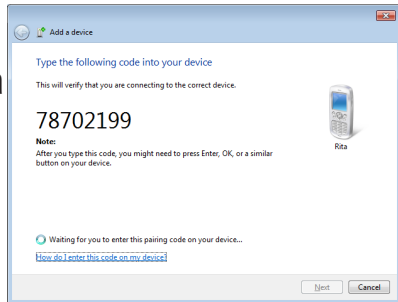 Add a device
Type the following code into your device
This will verify that you are connecting to the correct device.
78702199
Rita
Note:
After you type this code, you might need to press Enter, OK, or a similar
button on your device.
Waiting for you to enter this pairing code on your device...
How do I enter this code on my device?
Next Cancel